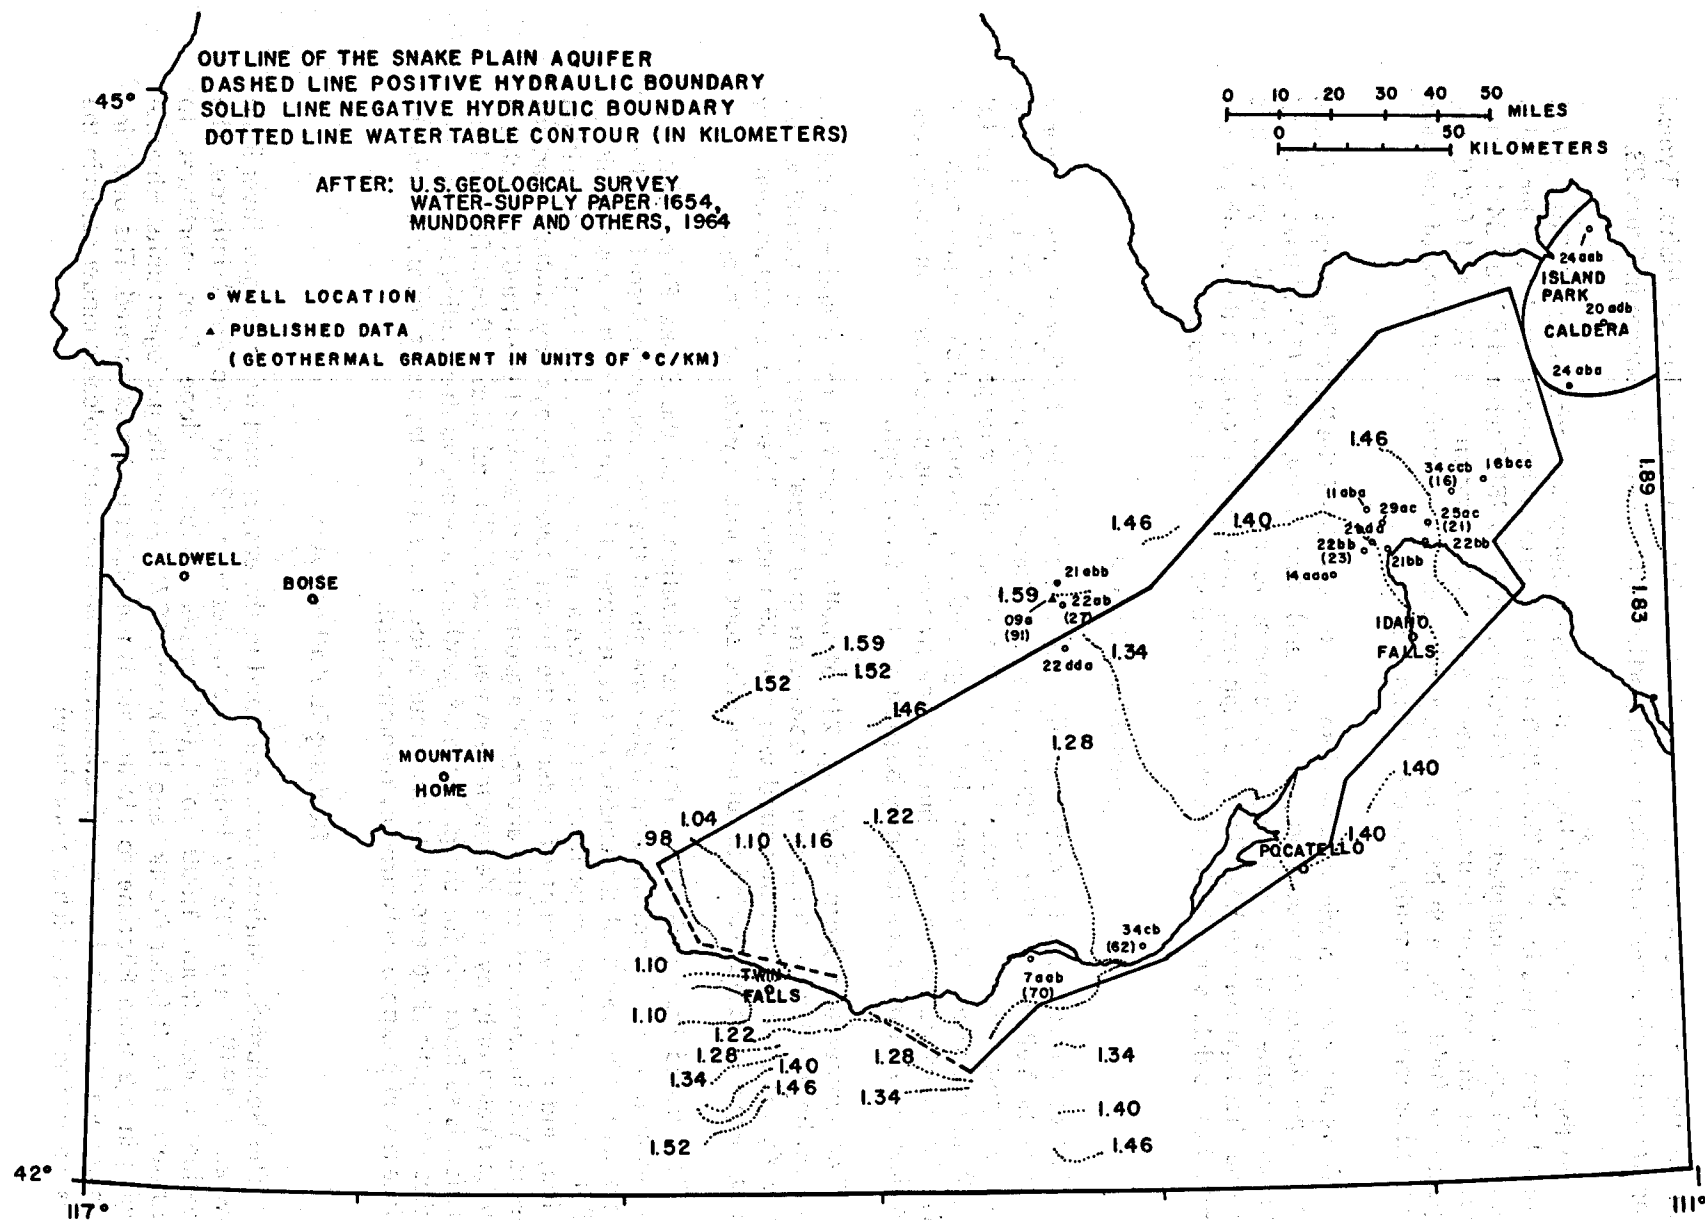 OUTLINE OF THE SNAKE PLAIN AQUIFER
DASHED LINE POSITIVE HYDRAULIC BOUNDARY
SOLID LINE NEGATIVE HYDRAULIC BOUNDARY
DOTTED LINE WATER TABLE CONTOUR (IN KILOMETERS)
AFTER: U.S. GEOLOGICAL SURVEY
WATER-SUPPLY PAPER 1654,
MUNDORFF AND OTHERS, 1964
WELL LOCATION
PUBLISHED DATA
(GEOTHERMAL GRADIENT IN UNITS OF °C/KM)
45°
0 10 20 30 40 50 MILES
0 50
KILOMETERS
24 aab
ISLAND
PARK
20 adb
CALDERA
24 aba
1.46
34 ccb
(16)
16 bcc
11 aba
29 ac
25 ac
(21)
22 bb
(23)
21 bb
22 bb
14 ada
1.89
1.83
1.46
1.40
21 abb
1.59
22 ab
(27)
09a
(91)
22 dda
1.34
IDAHO
FALLS
CALDWELL
BOISE
1.59
1.52
1.52
1.46
1.28
MOUNTAIN
HOME
1.40
1.40
POCATELLO
.98
1.04
1.10
1.16
1.22
34 cb
(62)
7 aab
(70)
1.10
TWIN
FALLS
1.10
1.22
1.28
1.34
1.40
1.46
1.52
1.28
1.34
1.34
1.40
1.46
42°
117°
111°